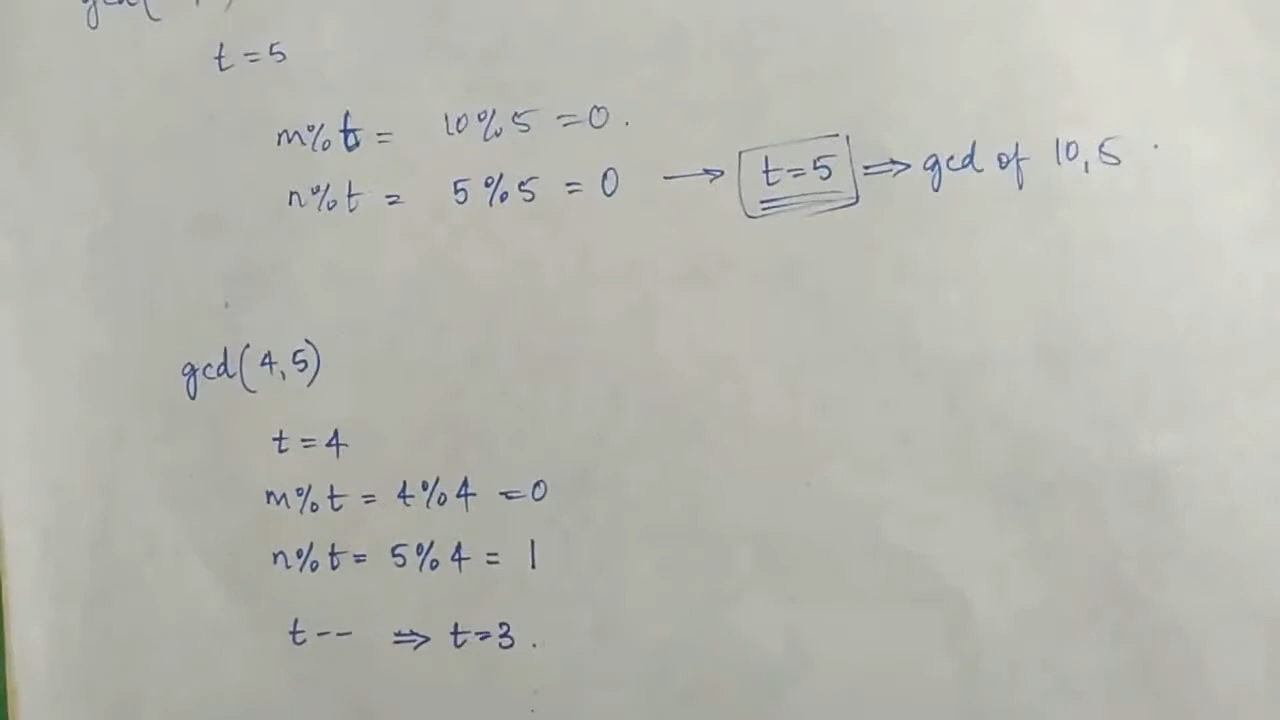 gcd(
t = 5
m%t = 10%5 = 0.
n%t = 5%5 = 0 → t=5 ⇒ gcd of 10,5
gcd(4,5)
t = 4
m%t = 4%4 = 0
n%t = 5%4 = 1
t-- ⇒ t=3.